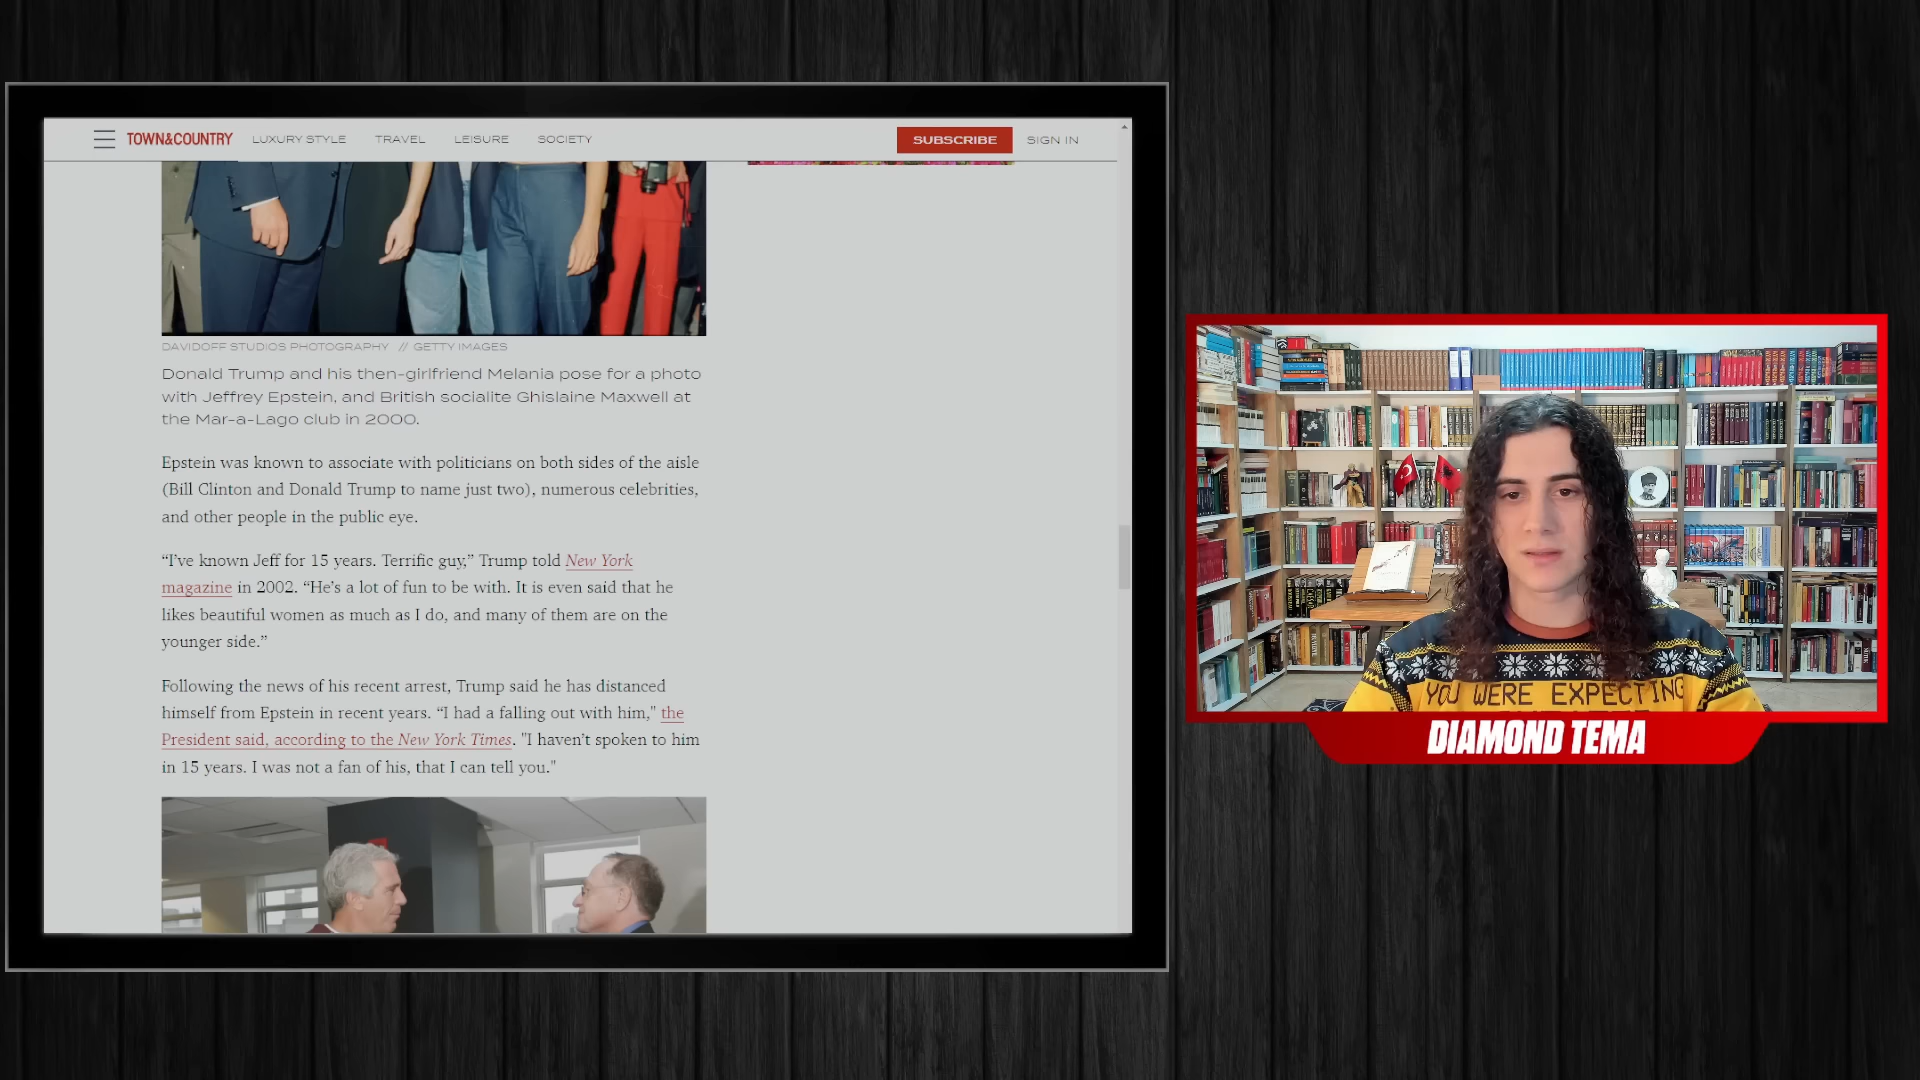 TOWN&COUNTRY LUXURY STYLE TRAVEL LEISURE SOCIETY SUBSCRIBE SIGN IN
DAVIDOFF STUDIOS PHOTOGRAPHY // GETTY IMAGES
Donald Trump and his then-girlfriend Melania pose for a photo
with Jeffrey Epstein, and British socialite Ghislaine Maxwell at
the Mar-a-Lago club in 2000.
Epstein was known to associate with politicians on both sides of the aisle
(Bill Clinton and Donald Trump to name just two), numerous celebrities,
and other people in the public eye.
“I’ve known Jeff for 15 years. Terrific guy,” Trump told New York
magazine in 2002. “He’s a lot of fun to be with. It is even said that he
likes beautiful women as much as I do, and many of them are on the
younger side.”
Following the news of his recent arrest, Trump said he has distanced
himself from Epstein in recent years. “I had a falling out with him," the
President said, according to the New York Times. "I haven’t spoken to him
in 15 years. I was not a fan of his, that I can tell you."
YOU WERE EXPECTING
DIAMOND TEMA